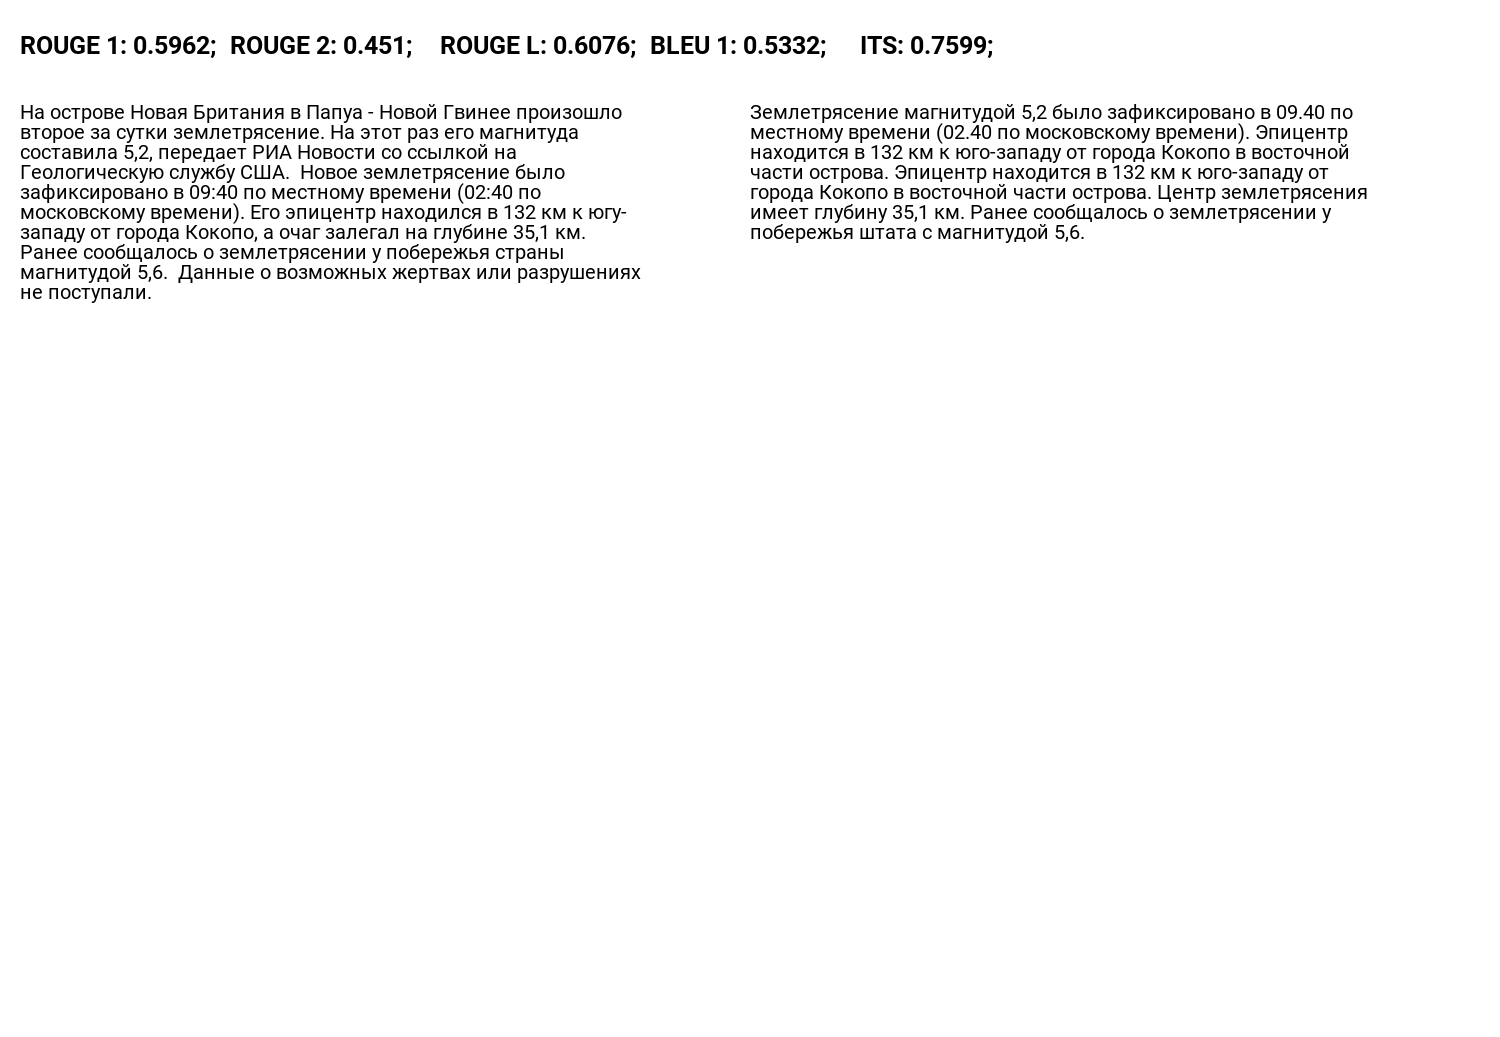 ROUGE 1: 0.5962; ROUGE 2: 0.451; ROUGE L: 0.6076; BLEU 1: 0.5332; ITS: 0.7599;
На острове Новая Британия в Папуа - Новой Гвинее произошло
второе за сутки землетрясение. На этот раз его магнитуда
составила 5,2, передает РИА Новости со ссылкой на
Геологическую службу США.  Новое землетрясение было
зафиксировано в 09:40 по местному времени (02:40 по
московскому времени). Его эпицентр находился в 132 км к югу-
западу от города Кокопо, а очаг залегал на глубине 35,1 км.
Ранее сообщалось о землетрясении у побережья страны
магнитудой 5,6.  Данные о возможных жертвах или разрушениях
не поступали.
Землетрясение магнитудой 5,2 было зафиксировано в 09.40 по
местному времени (02.40 по московскому времени). Эпицентр
находится в 132 км к юго-западу от города Кокопо в восточной
части острова. Эпицентр находится в 132 км к юго-западу от
города Кокопо в восточной части острова. Центр землетрясения
имеет глубину 35,1 км. Ранее сообщалось о землетрясении у
побережья штата с магнитудой 5,6.